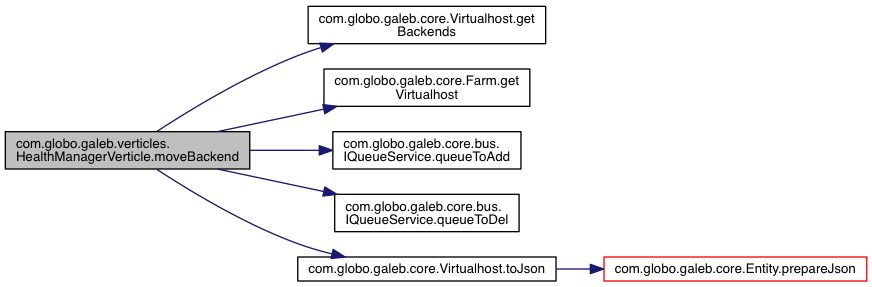 com.globo.galeb.verticles.
HealthManagerVerticle.moveBackend
com.globo.galeb.core.Virtualhost.get
Backends
com.globo.galeb.core.Farm.get
Virtualhost
com.globo.galeb.core.bus.
IQueueService.queueToAdd
com.globo.galeb.core.bus.
IQueueService.queueToDel
com.globo.galeb.core.Virtualhost.toJson
com.globo.galeb.core.Entity.prepareJson